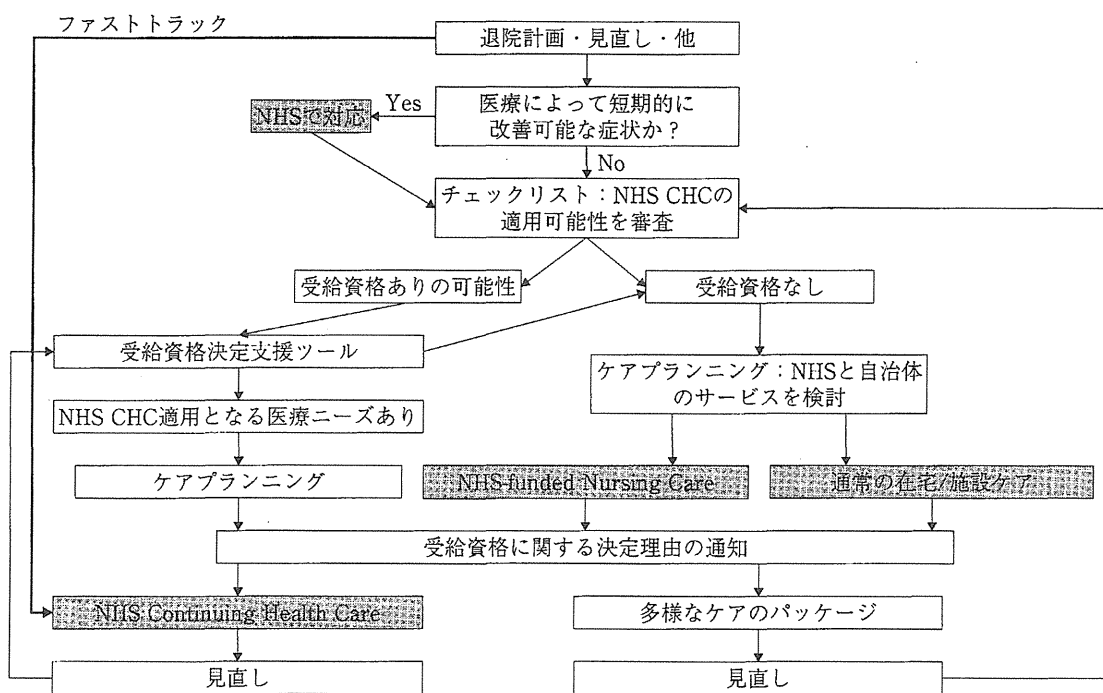 ファストトラック
退院計画・見直し・他
医療によって短期的に
改善可能な症状か？
Yes
NHSで対応
No
チェックリスト：NHS CHCの
適用可能性を審査
受給資格ありの可能性
受給資格なし
受給資格決定支援ツール
ケアプランニング：NHSと自治体
のサービスを検討
NHS CHC適用となる医療ニーズあり
ケアプランニング
NHS-funded Nursing Care
通常の在宅/施設ケア
受給資格に関する決定理由の通知
NHS Continuing Health Care
多様なケアのパッケージ
見直し
見直し